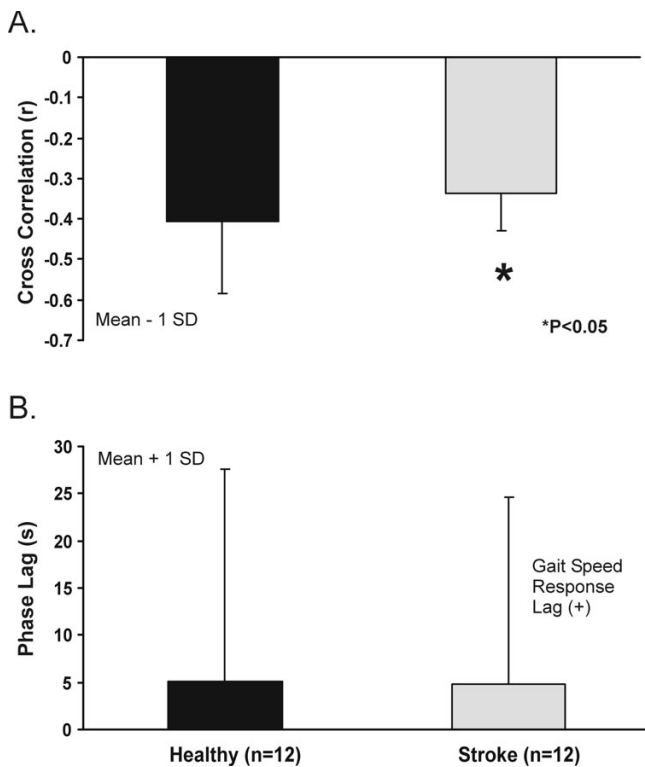 A.
0
-0.1
-0.2
-0.3
-0.4
-0.5
-0.6
-0.7
Cross Correlation (r)
Mean - 1 SD
*
*P<0.05
B.
30
25
20
15
10
5
0
Phase Lag (s)
Mean + 1 SD
Gait Speed
Response
Lag (+)
Healthy (n=12)
Stroke (n=12)